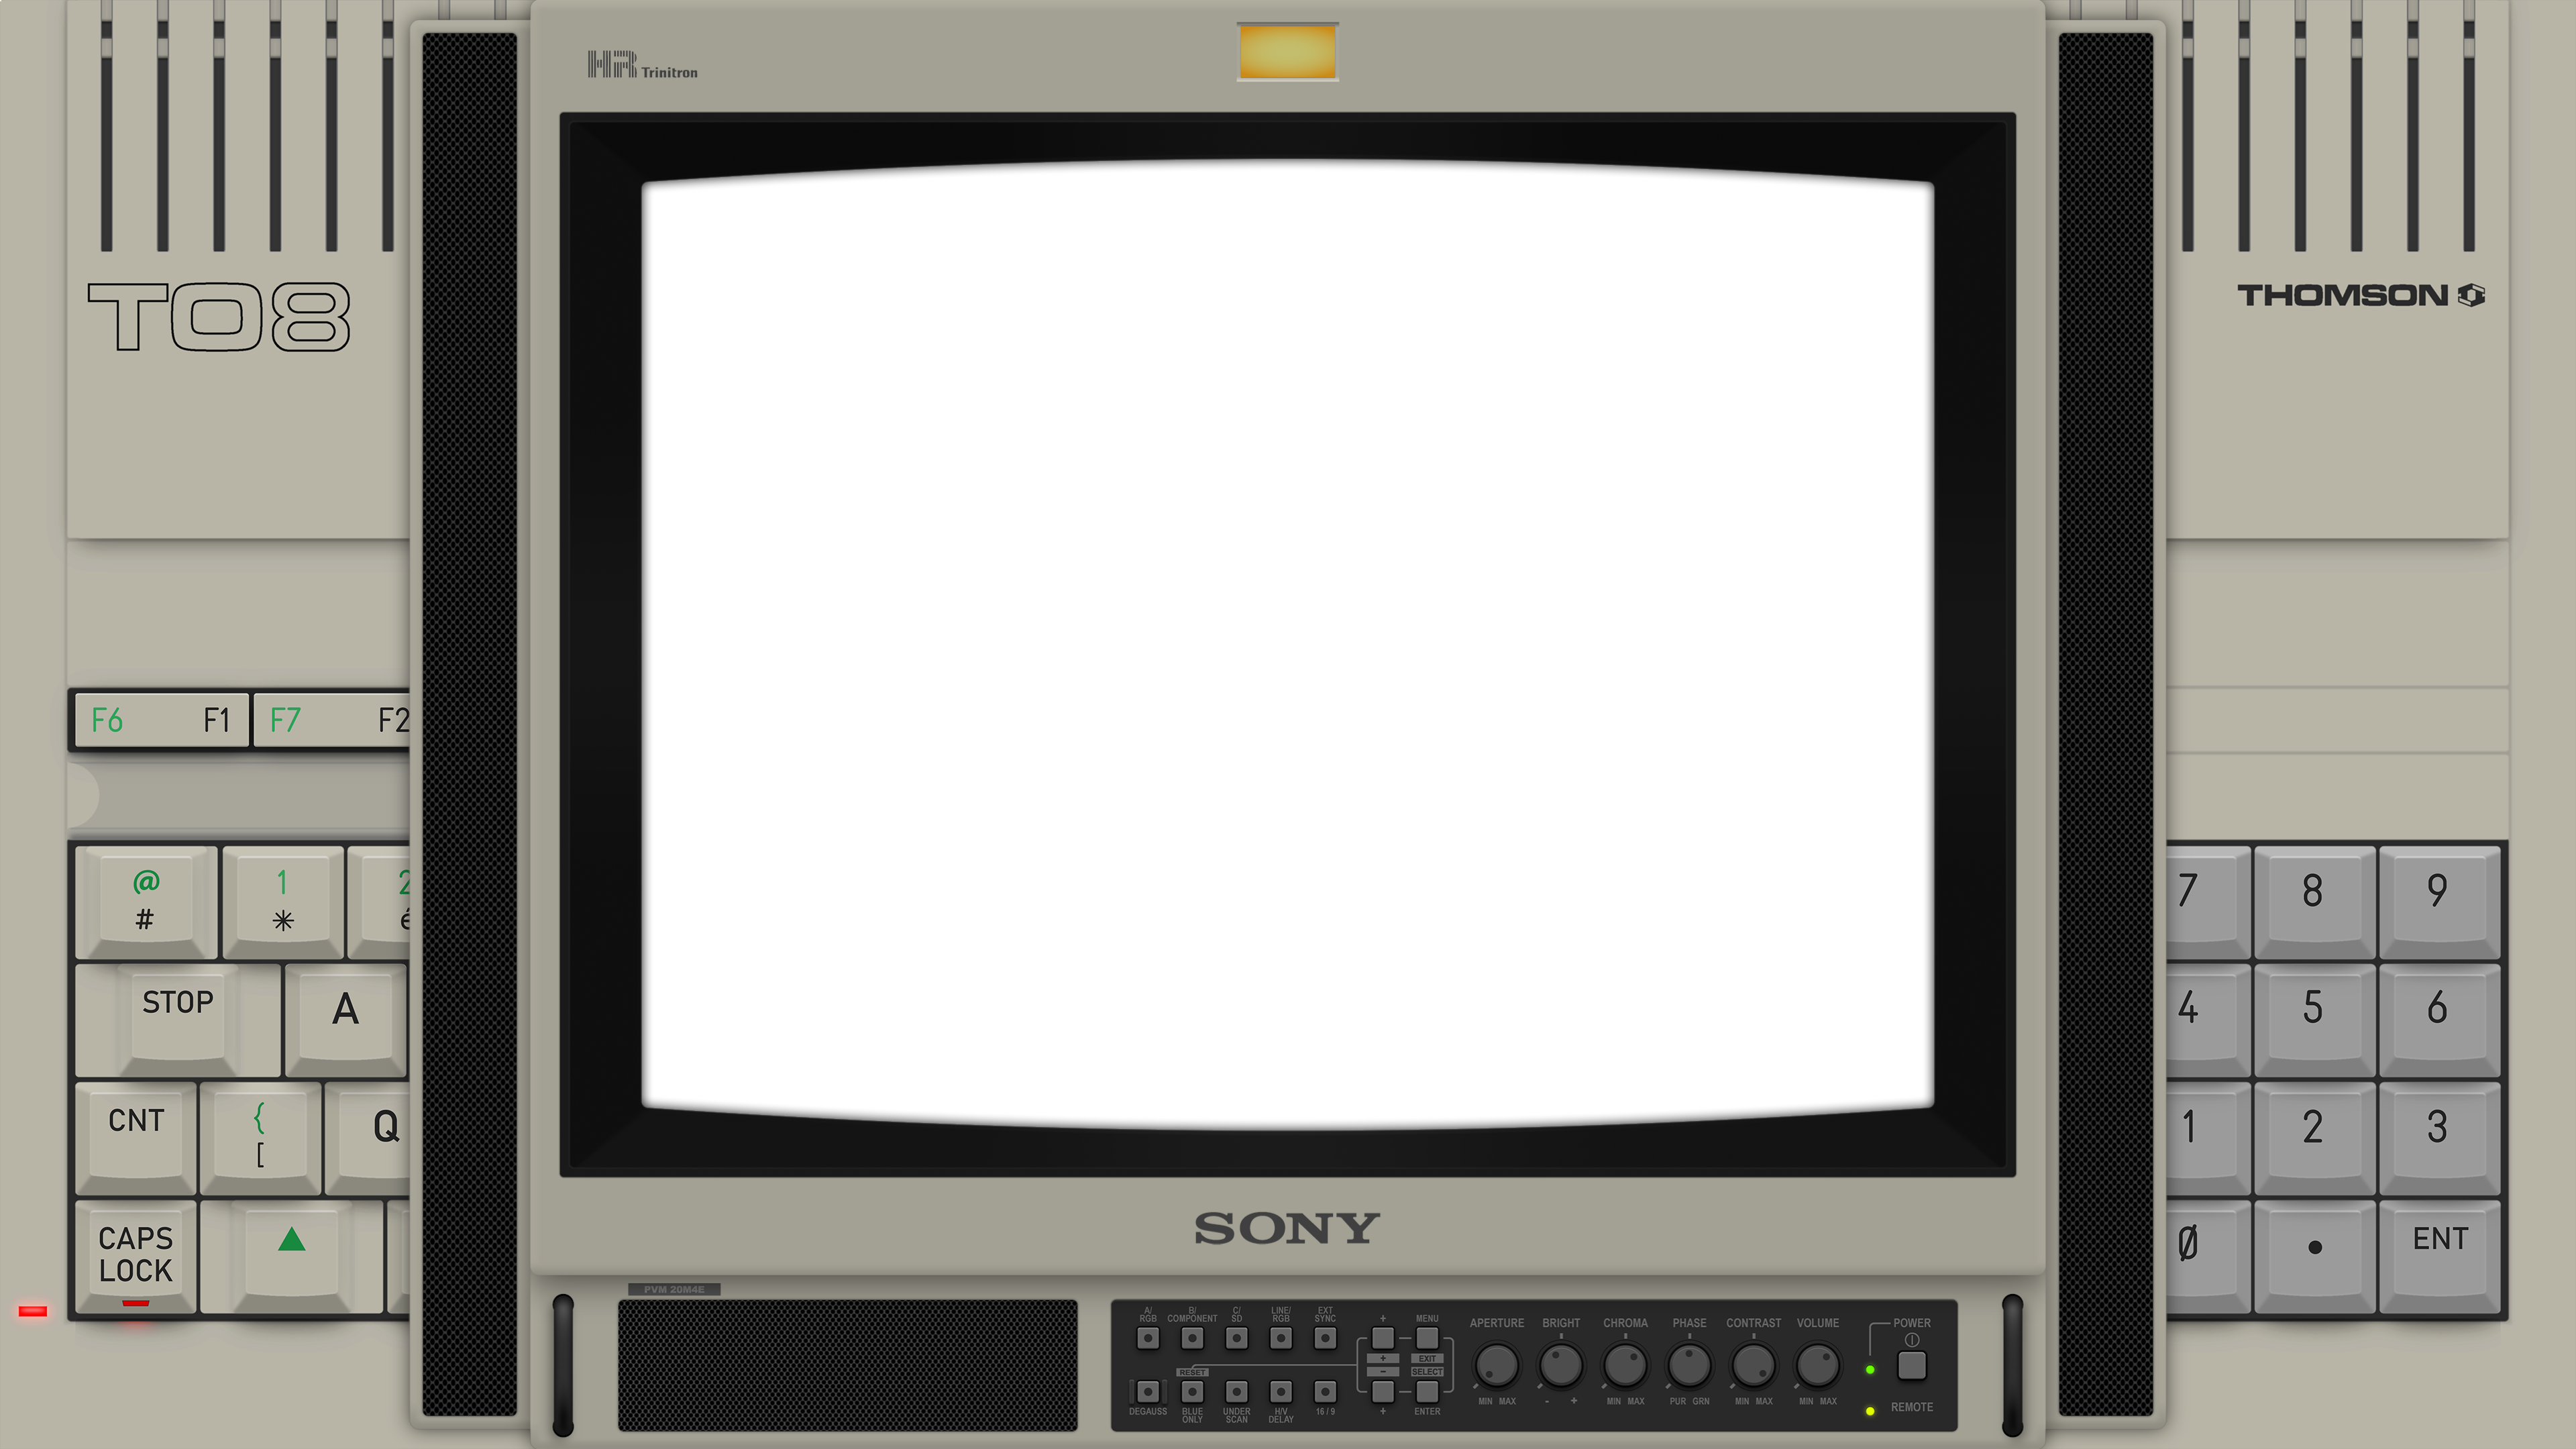 HR Trinitron
TO8
THOMSON
F6 F1 F7 F2
@ 1 2
# * é
7 8 9
STOP A
4 5 6
CNT { Q
[
1 2 3
CAPS
LOCK
0 . ENT
SONY
PVM 20M4E
A/ B/ C/ LINE/ EXT + MENU
RGB COMPONENT SD RGB SYNC
APERTURE BRIGHT CHROMA PHASE CONTRAST VOLUME POWER
+ EXIT
RESET - SELECT
MIN MAX - + MIN MAX PUR GRN MIN MAX MIN MAX
DEGAUSS BLUE UNDER H/V 16/9 + ENTER REMOTE
ONLY SCAN DELAY